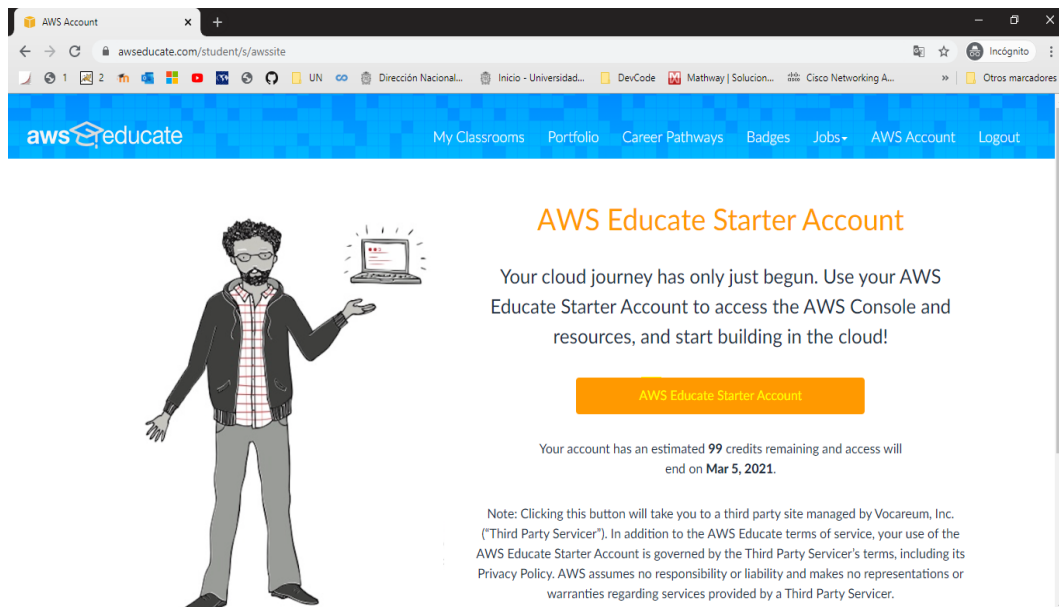 AWS Account
awseducate.com/student/s/awssite
Incógnito
1
2
UN
Dirección Nacional...
Inicio - Universidad...
DevCode
Mathway | Solucion...
Cisco Networking A...
»
Otros marcadores
aws educate
My Classrooms
Portfolio
Career Pathways
Badges
Jobs
AWS Account
Logout
AWS Educate Starter Account
Your cloud journey has only just begun. Use your AWS
Educate Starter Account to access the AWS Console and
resources, and start building in the cloud!
AWS Educate Starter Account
Your account has an estimated 99 credits remaining and access will
end on Mar 5, 2021.
Note: Clicking this button will take you to a third party site managed by Vocareum, Inc.
("Third Party Servicer"). In addition to the AWS Educate terms of service, your use of the
AWS Educate Starter Account is governed by the Third Party Servicer's terms, including its
Privacy Policy. AWS assumes no responsibility or liability and makes no representations or
warranties regarding services provided by a Third Party Servicer.